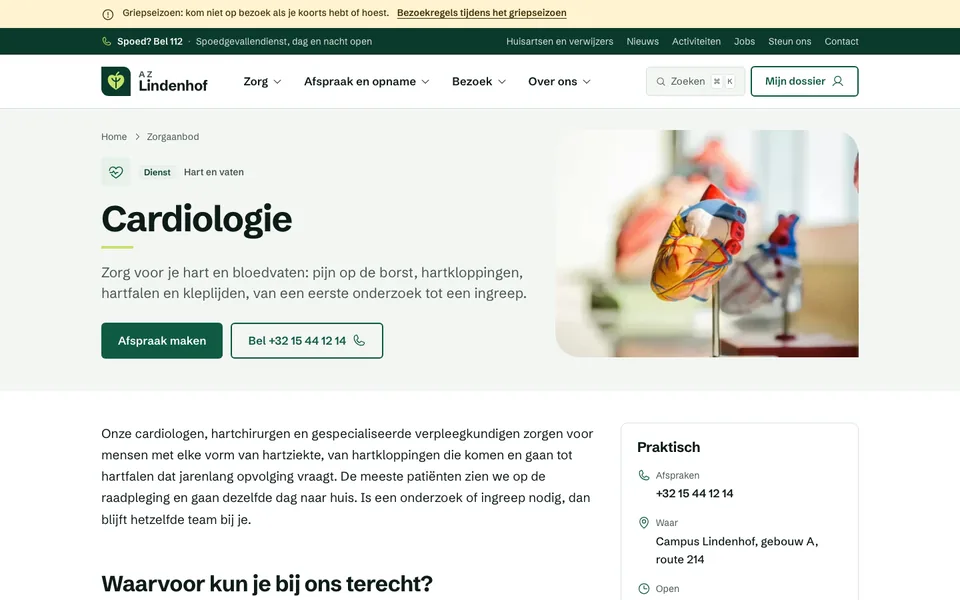 Griepseizoen: kom niet op bezoek als je koorts hebt of hoest. Bezoekregels tijdens het griepseizoen
Spoed? Bel 112 · Spoedgevallendienst, dag en nacht open
Huisartsen en verwijzers Nieuws Activiteiten Jobs Steun ons Contact
AZ
Lindenhof
Zorg Afspraak en opname Bezoek Over ons
Zoeken ⌘ K
Mijn dossier
Home > Zorgaanbod
Dienst Hart en vaten
Cardiologie
Zorg voor je hart en bloedvaten: pijn op de borst, hartkloppingen,
hartfalen en kleplijden, van een eerste onderzoek tot een ingreep.
Afspraak maken
Bel +32 15 44 12 14
Onze cardiologen, hartchirurgen en gespecialiseerde verpleegkundigen zorgen voor
mensen met elke vorm van hartziekte, van hartkloppingen die komen en gaan tot
hartfalen dat jarenlang opvolging vraagt. De meeste patiënten zien we op de
raadpleging en gaan dezelfde dag naar huis. Is een onderzoek of ingreep nodig, dan
blijft hetzelfde team bij je.
Waarvoor kun je bij ons terecht?
Praktisch
Afspraken
+32 15 44 12 14
Waar
Campus Lindenhof, gebouw A,
route 214
Open